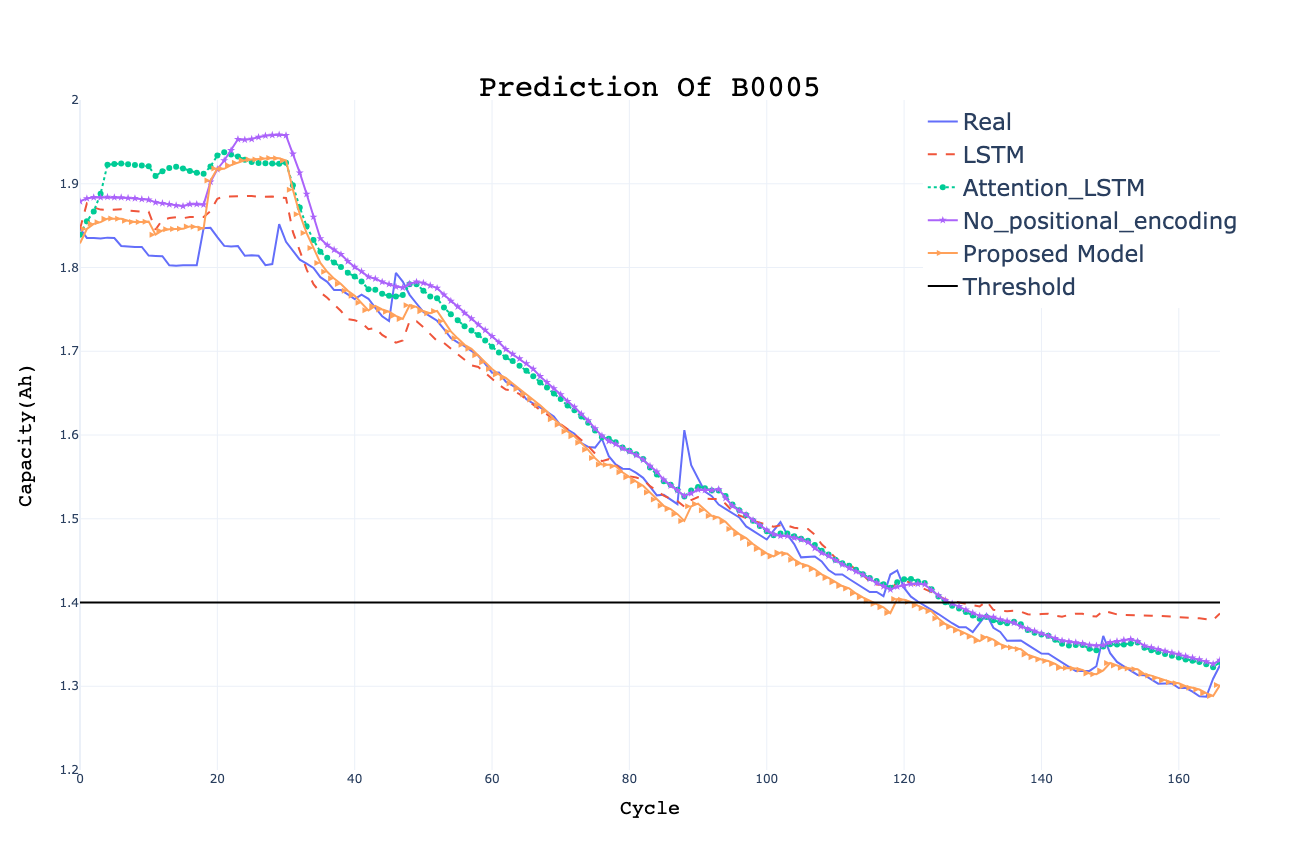 Prediction Of B0005
Real
LSTM
Attention_LSTM
No_positional_encoding
Proposed Model
Threshold
Capacity(Ah)
2
1.9
1.8
1.7
1.6
1.5
1.4
1.3
1.2
0 20 40 60 80 100 120 140 160
Cycle